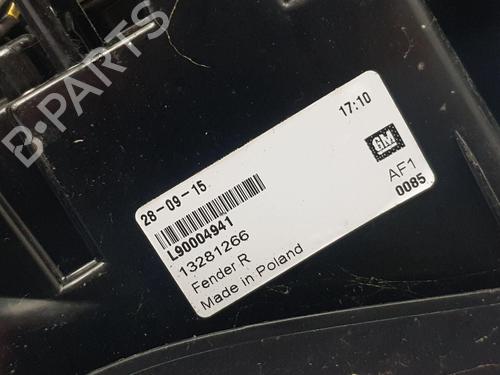 B-PARTS
28-09-15
17:10
L90004941
13281266
Fender R
Made in Poland
GM
AF1
0085